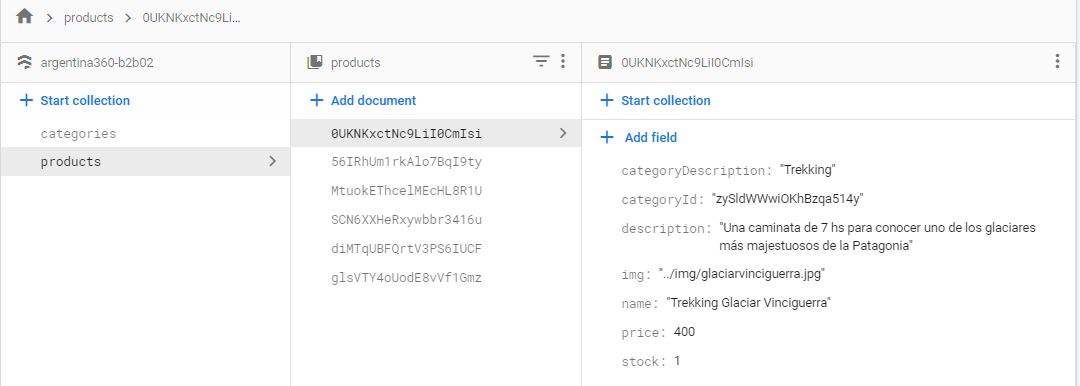 products
0UKNKxctNc9Li...
argentina360-b2b02
products
0UKNKxctNc9LiI0CmIsi
Start collection
Add document
Start collection
categories
products
0UKNKxctNc9LiI0CmIsi
56IRhUm1rkAlo7BqI9ty
MtuokEThcelMEcHL8R1U
SCN6XXHeRxywbbr3416u
diMTqUBFQrtV3PS6IUCF
glsVTY4oUodE8vVf1Gmz
Add field
categoryDescription: "Trekking"
categoryId: "zySldWWwiOKhBzqa514y"
description: "Una caminata de 7 hs para conocer uno de los glaciares
más majestuosos de la Patagonia"
img: "../img/glaciarvinciguerra.jpg"
name: "Trekking Glaciar Vinciguerra"
price: 400
stock: 1